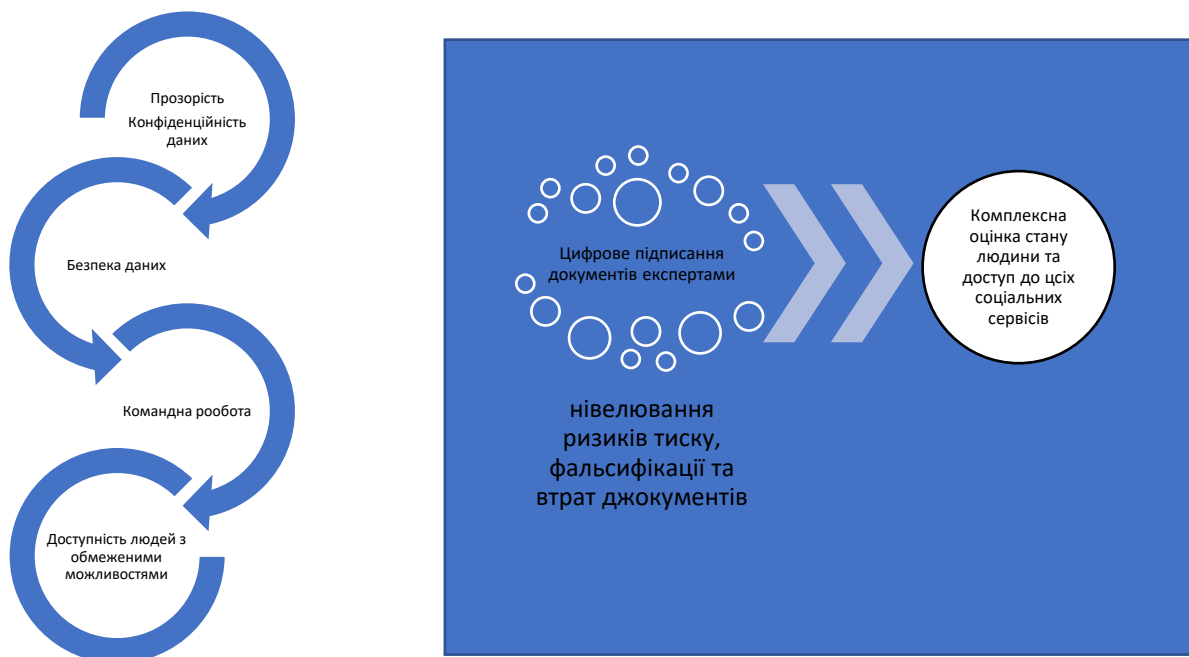 Прозорість
Конфіденційність
даних
Безпека даних
Командна рообота
Доступність людей з
обмеженими
можливостями
Цифрове підписання
документів експертами
нівелювання
ризиків тиску,
фальсифікації та
втрат джокументів
Комплексна
оцінка стану
людини та
доступ до цсіх
соціальних
сервісів